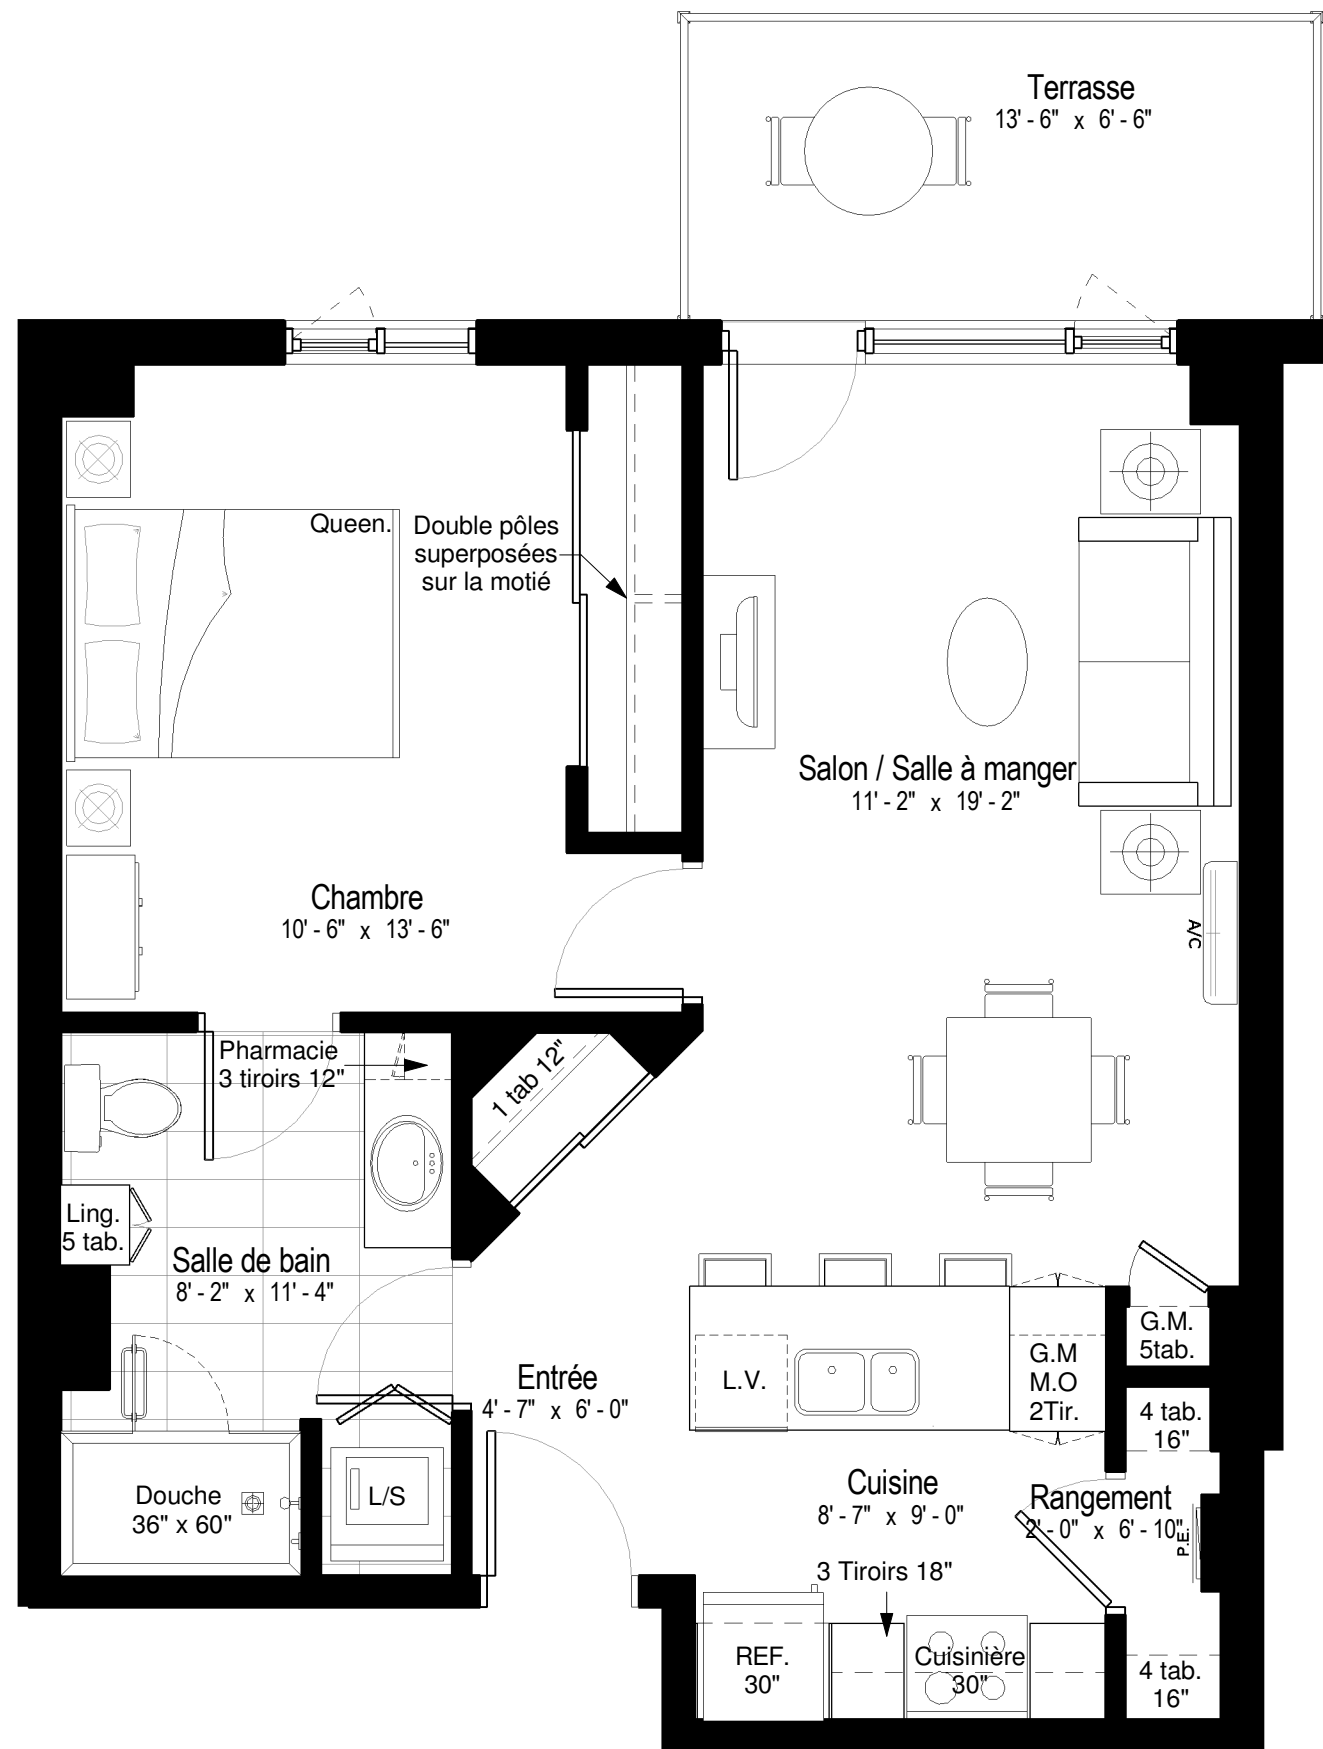 Terrasse
13' - 6" x 6' - 6"
Queen.
Double pôles
superposées
sur la motié
Salon / Salle à manger
11' - 2" x 19' - 2"
Chambre
10' - 6" x 13' - 6"
A/C
Pharmacie
3 tiroirs 12"
1 tab 12"
Ling.
5 tab.
Salle de bain
8' - 2" x 11' - 4"
Entrée
4' - 7" x 6' - 0"
L.V.
G.M
M.O
2Tir.
G.M.
5tab.
4 tab.
16"
Cuisine
8' - 7" x 9' - 0"
Rangement
2' - 0" x 6' - 10"
P.E.
Douche
36" x 60"
L/S
3 Tiroirs 18"
REF.
30"
Cuisinière
30"
4 tab.
16"